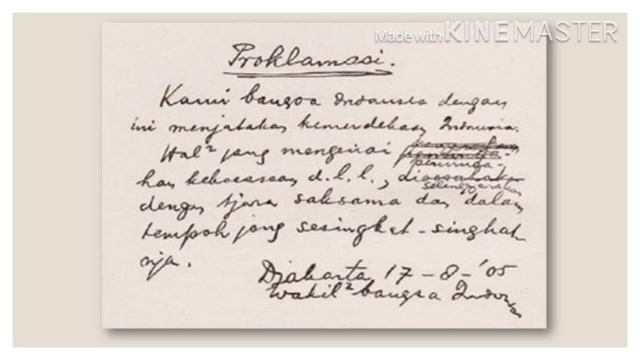 Made with KINEMASTER
Proklamasi.
Kami bangsa Indonesia dengan
ini menjatakan kemerdekaan Indonesia.
Hal² jang mengenai
peminda-
han kekoeasaan d.l.l.,
diselenggarakan
dengan tjara saksama dan dalam
tempoh jang sesingkat-singkat
nja.
Djakarta, 17 - 8 - '05
Wakil² bangsa Indonesia